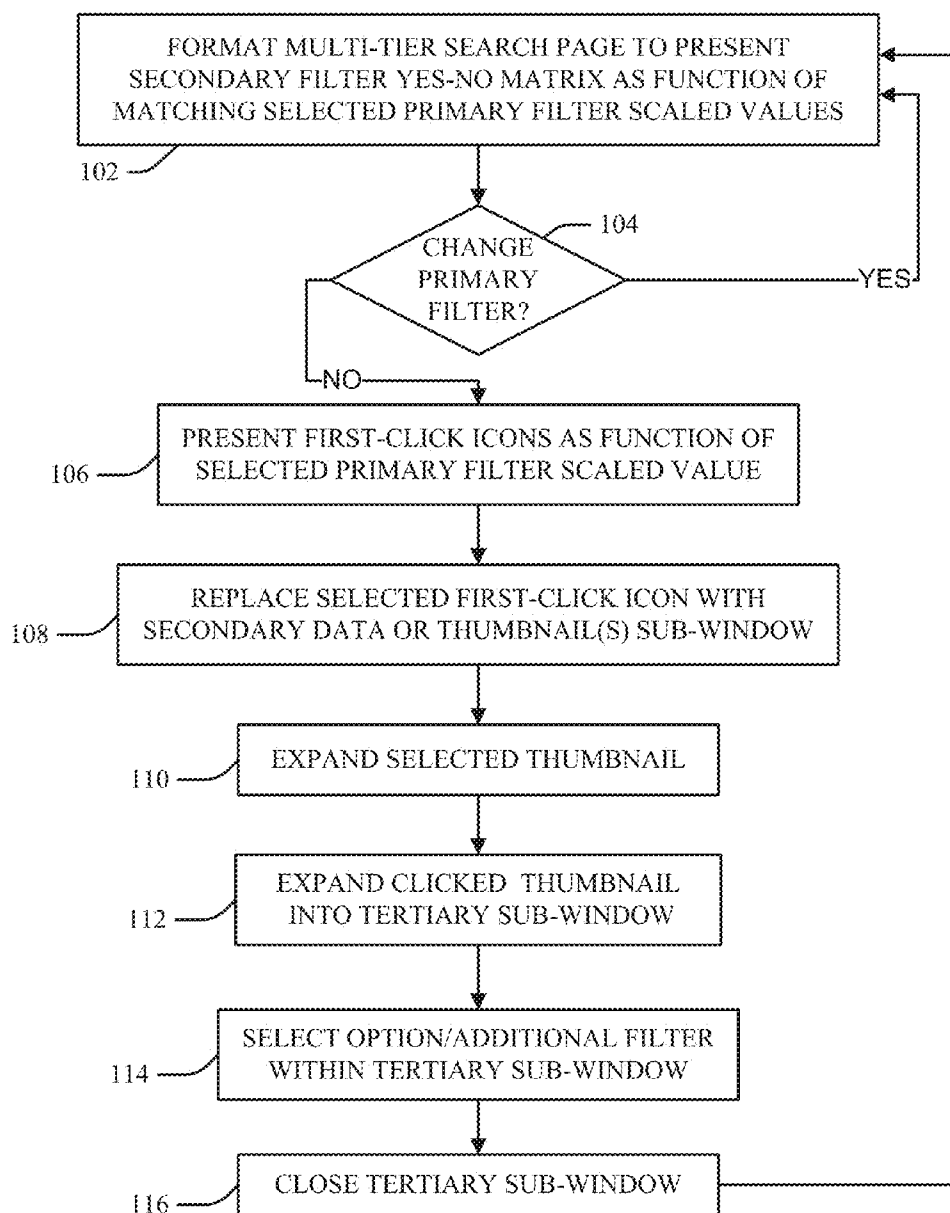 FORMAT MULTI-TIER SEARCH PAGE TO PRESENT
SECONDARY FILTER YES-NO MATRIX AS FUNCTION OF
MATCHING SELECTED PRIMARY FILTER SCALED VALUES
102
104
CHANGE
PRIMARY
FILTER?
YES
NO
PRESENT FIRST-CLICK ICONS AS FUNCTION OF
SELECTED PRIMARY FILTER SCALED VALUE
106
REPLACE SELECTED FIRST-CLICK ICON WITH
SECONDARY DATA OR THUMBNAIL(S) SUB-WINDOW
108
EXPAND SELECTED THUMBNAIL
110
EXPAND CLICKED THUMBNAIL
INTO TERTIARY SUB-WINDOW
112
SELECT OPTION/ADDITIONAL FILTER
WITHIN TERTIARY SUB-WINDOW
114
CLOSE TERTIARY SUB-WINDOW
116